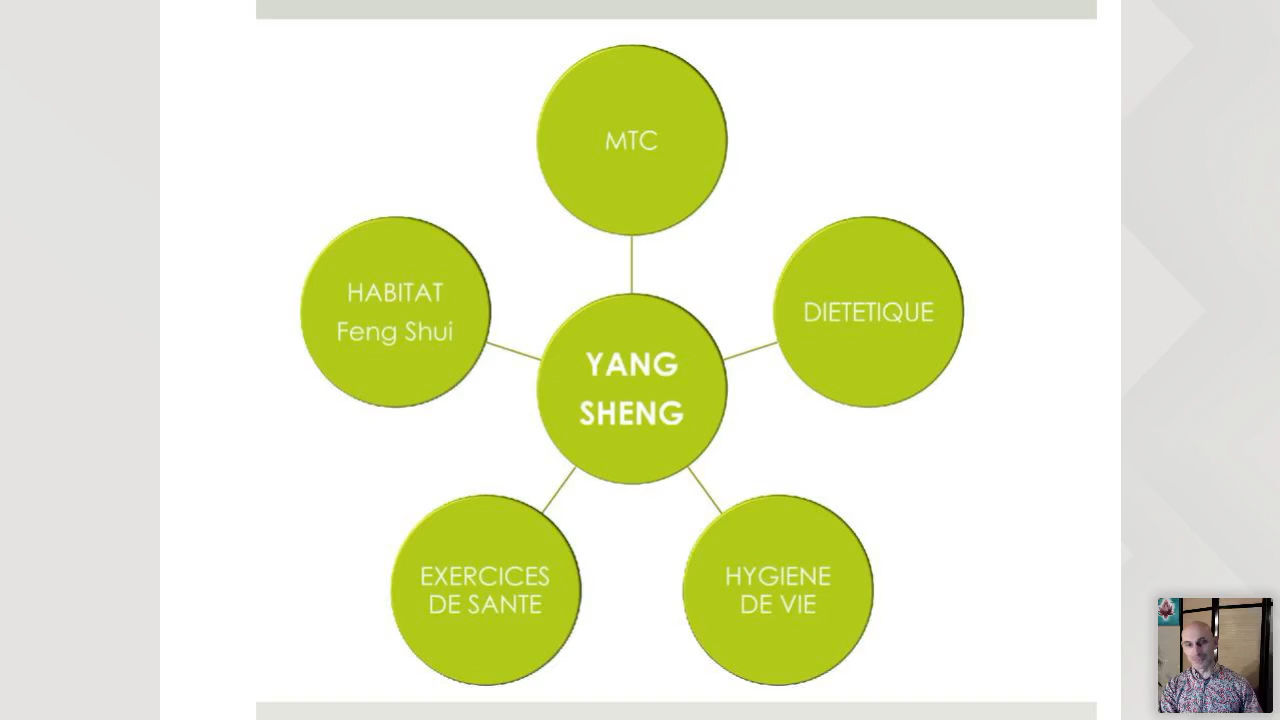 MTC
HABITAT
Feng Shui
DIETETIQUE
YANG
SHENG
EXERCICES
DE SANTE
HYGIENE
DE VIE